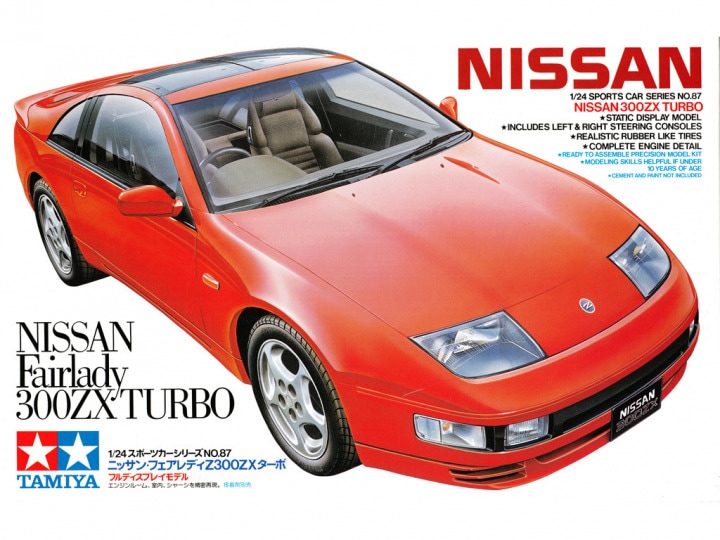 NISSAN
1/24 SPORTS CAR SERIES NO.87
NISSAN 300ZX TURBO
★STATIC DISPLAY MODEL
★INCLUDES LEFT & RIGHT STEERING CONSOLES
★REALISTIC RUBBER LIKE TIRES
★COMPLETE ENGINE DETAIL
★READY TO ASSEMBLE PRECISION MODEL KIT
★MODELING SKILLS HELPFUL IF UNDER
10 YEARS OF AGE
★CEMENT AND PAINT NOT INCLUDED
NISSAN
Fairlady
300ZX TURBO
NISSAN
300ZX
TAMIYA
1/24 スポーツカーシリーズ NO.87
ニッサン・フェアレディZ300ZXターボ
フルディスプレイモデル
エンジンルーム、室内、シャーシを精密再現。 接着剤別売